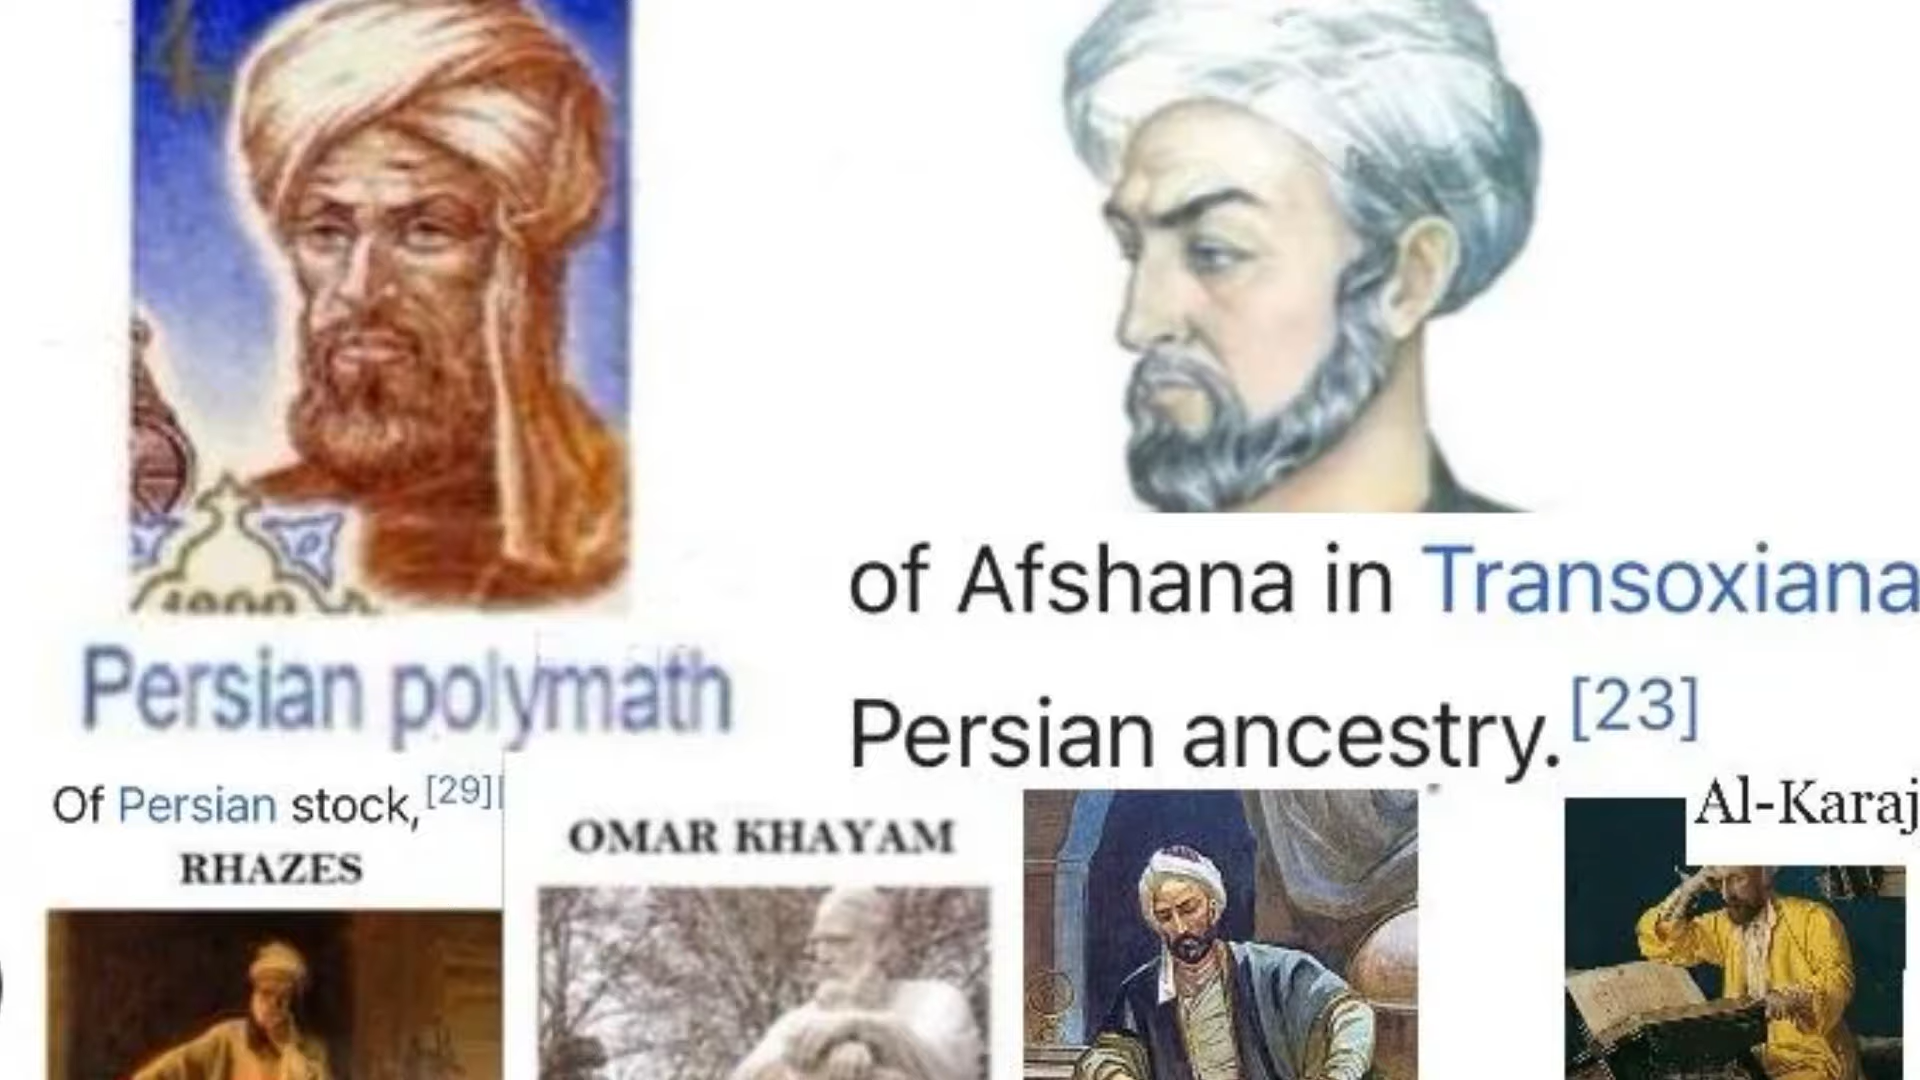 of Afshana in Transoxiana
Persian ancestry.[23]
Persian polymath
Of Persian stock,[29]
RHAZES
OMAR KHAYAM
Al-Karaj